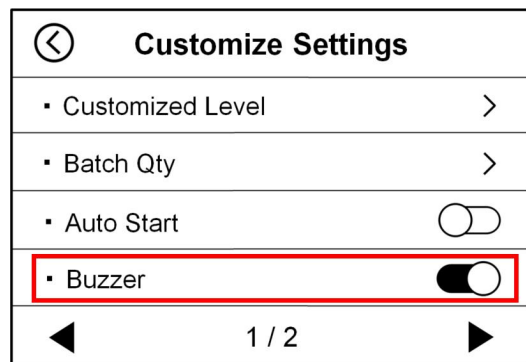 Customize Settings
▪ Customized Level
▪ Batch Qty
▪ Auto Start
▪ Buzzer
1 / 2